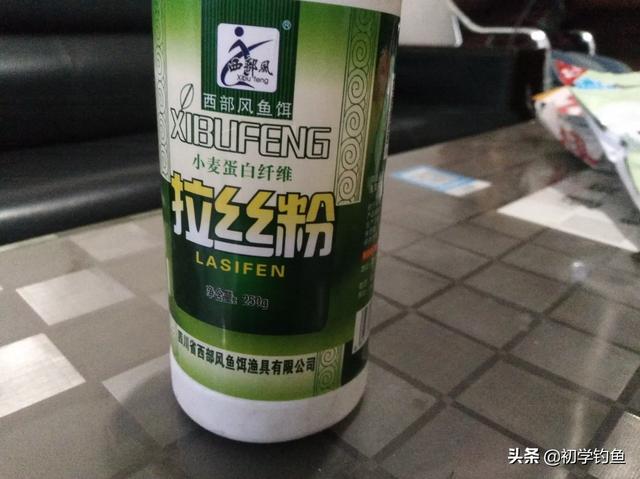 西部风
Xibu feng
®
西部风鱼饵
XIBUFENG
小麦蛋白纤维
拉丝粉
LASIFEN
净含量：250g
四川省西部风鱼饵渔具有限公司
头条 @初学钓鱼